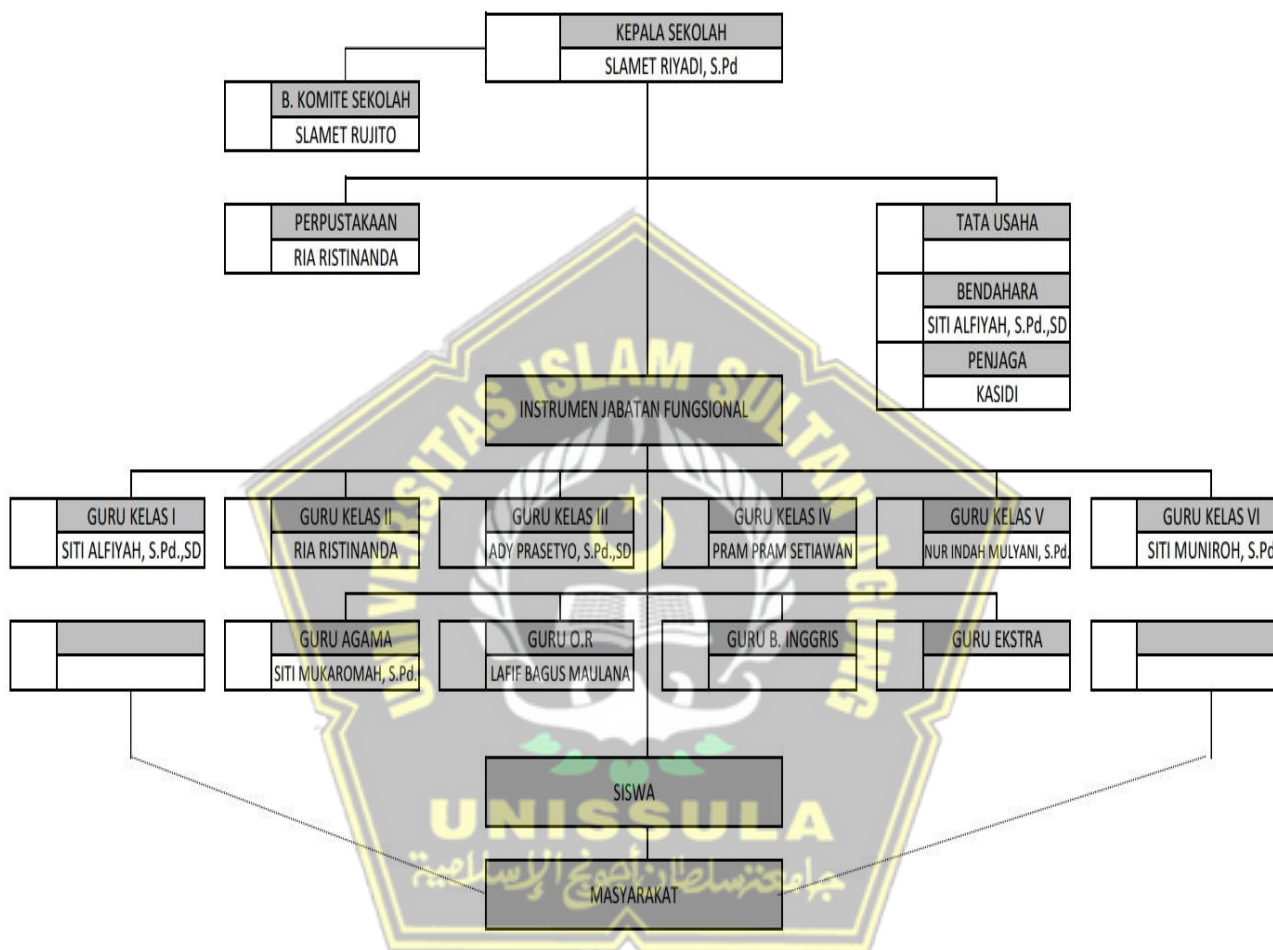 KEPALA SEKOLAH
SLAMET RIYADI, S.Pd
B. KOMITE SEKOLAH
SLAMET RUJITO
PERPUSTAKAAN
RIA RISTINANDA
TATA USAHA
BENDAHARA
SITI ALFIYAH, S.Pd.,SD
PENJAGA
KASIDI
INSTRUMEN JABATAN FUNGSIONAL
GURU KELAS I
SITI ALFIYAH, S.Pd.,SD
GURU KELAS II
RIA RISTINANDA
GURU KELAS III
ADY PRASETYO, S.Pd.,SD
GURU KELAS IV
PRAM PRAM SETIAWAN
GURU KELAS V
NUR INDAH MULYANI, S.Pd.
GURU KELAS VI
SITI MUNIROH, S.Pd
GURU AGAMA
SITI MUKAROMAH, S.Pd.
GURU O.R
LAFIF BAGUS MAULANA
GURU B. INGGRIS
GURU EKSTRA
SISWA
MASYARAKAT
UNIVERSITAS ISLAM SULTAN AGUNG
UNISSULA
جامعتسلطان أجونج الإسلامية